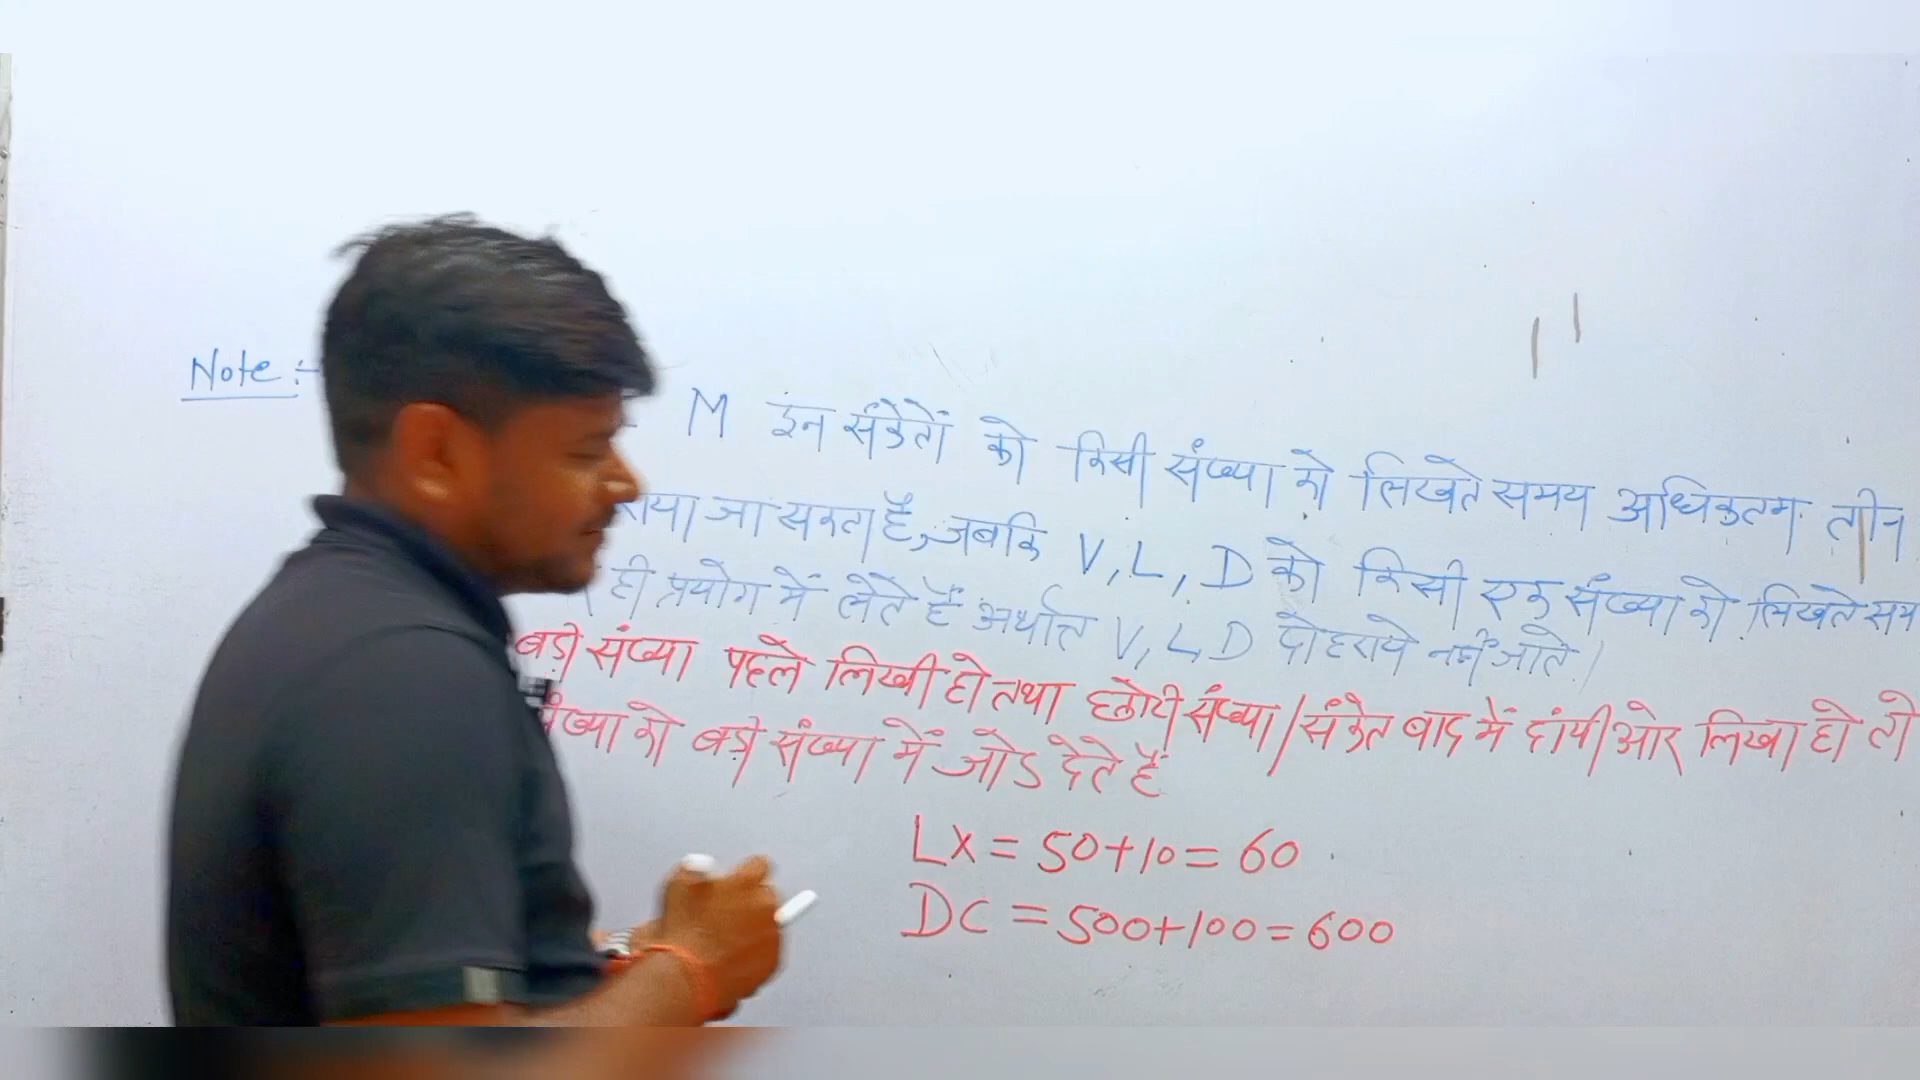 Note :-
M इन संकेतों को किसी संख्या को लिखते समय अधिकतम तीन
राया जा सकता है, जबकि V, L, D को किसी एक संख्या को लिखते सम
ही प्रयोग में लेते हैं अर्थात V, L, D दोहराये नहीं जाते।
बड़ी संख्या पहले लिखी हो तथा छोटी संख्या/संकेत बाद में दांयी ओर लिखा हो तो
संख्या को बड़ी संख्या में जोड देते हैं
LX = 50+10 = 60
DC = 500+100 = 600